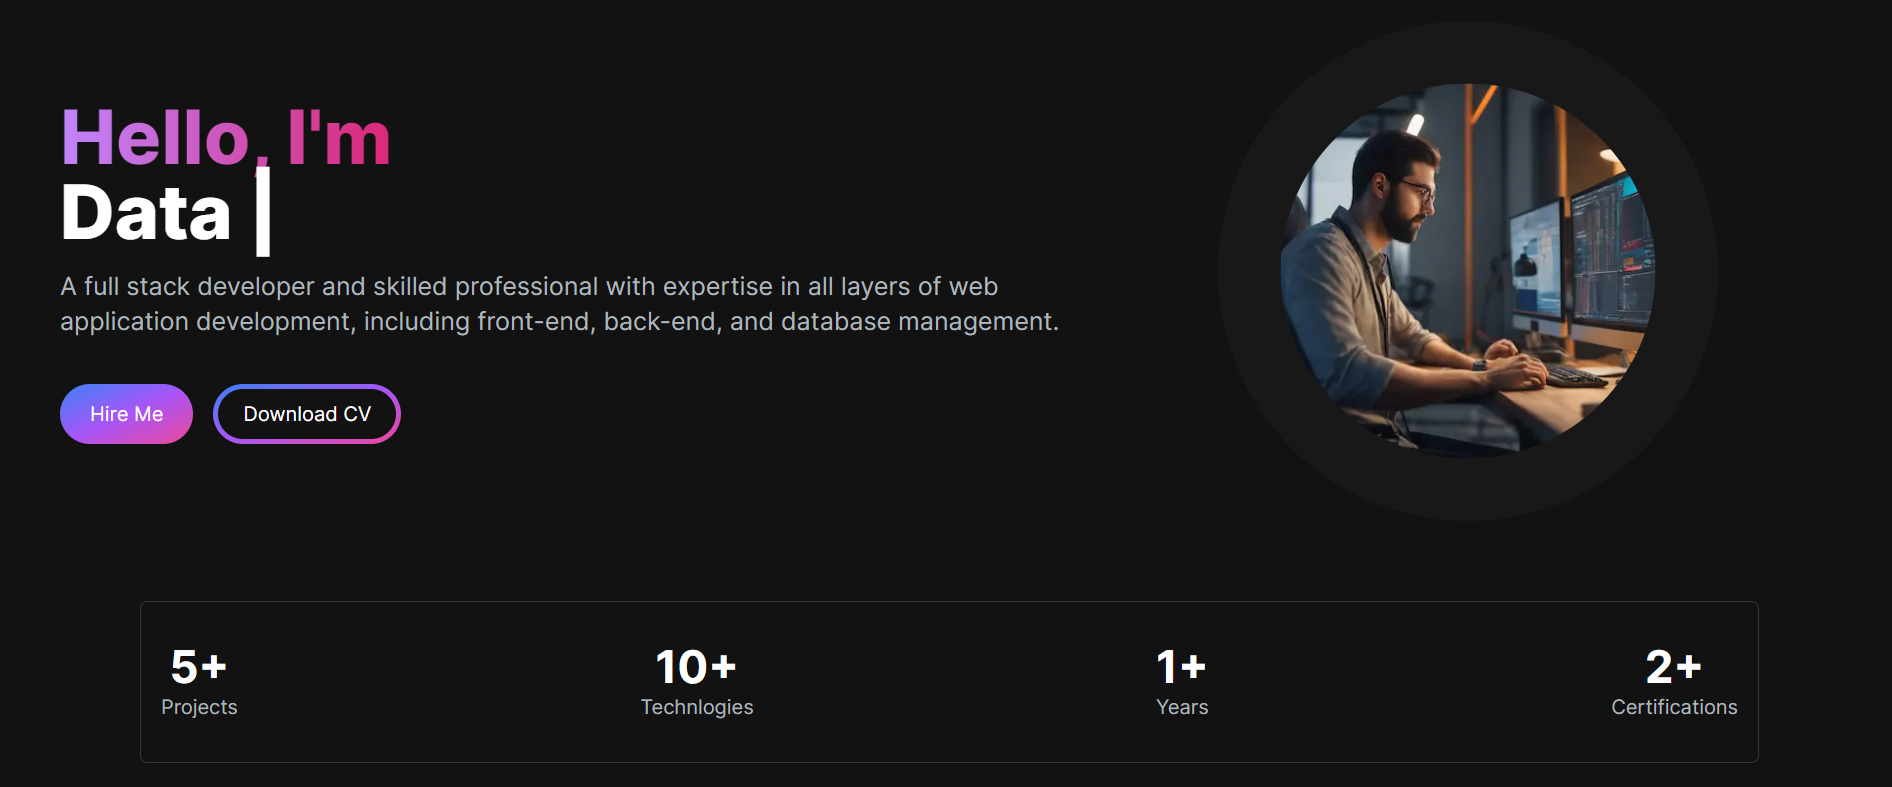 Hello, I'm
Data
A full stack developer and skilled professional with expertise in all layers of web
application development, including front-end, back-end, and database management.
Hire Me
Download CV
5+
Projects
10+
Technlogies
1+
Years
2+
Certifications